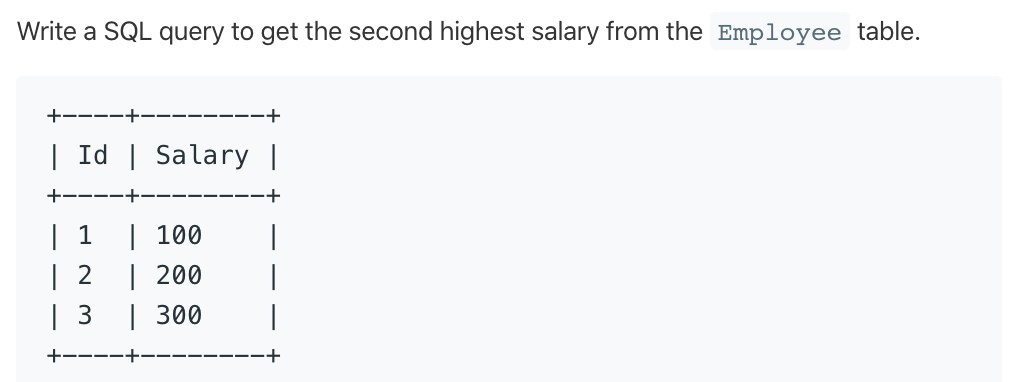 Write a SQL query to get the second highest salary from the Employee table.
+----+--------+
| Id | Salary |
+----+--------+
| 1  | 100    |
| 2  | 200    |
| 3  | 300    |
+----+--------+